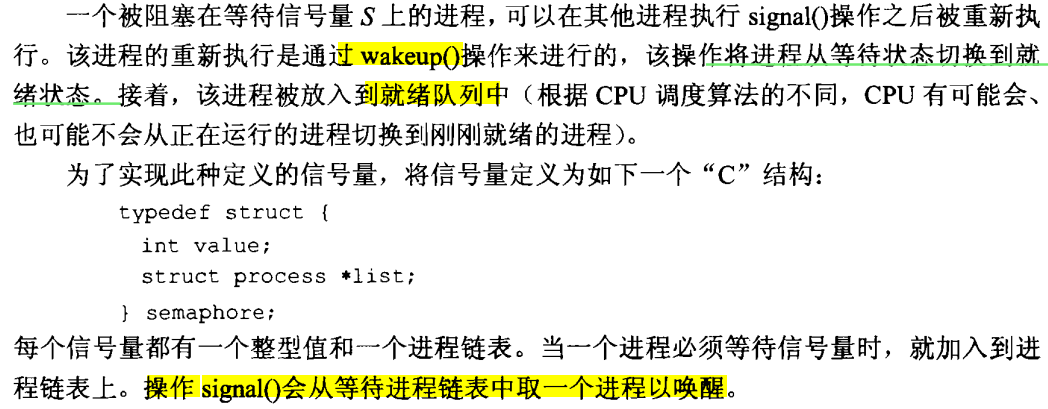 一个被阻塞在等待信号量 S 上的进程，可以在其他进程执行 signal()操作之后被重新执
行。该进程的重新执行是通过 wakeup()操作来进行的，该操作将进程从等待状态切换到就
绪状态。接着，该进程被放入到就绪队列中（根据 CPU 调度算法的不同，CPU 有可能会、
也可能不会从正在运行的进程切换到刚刚就绪的进程）。
为了实现此种定义的信号量，将信号量定义为如下一个“C”结构：
typedef struct {
int value;
struct process *list;
} semaphore;
每个信号量都有一个整型值和一个进程链表。当一个进程必须等待信号量时，就加入到进
程链表上。操作 signal()会从等待进程链表中取一个进程以唤醒。